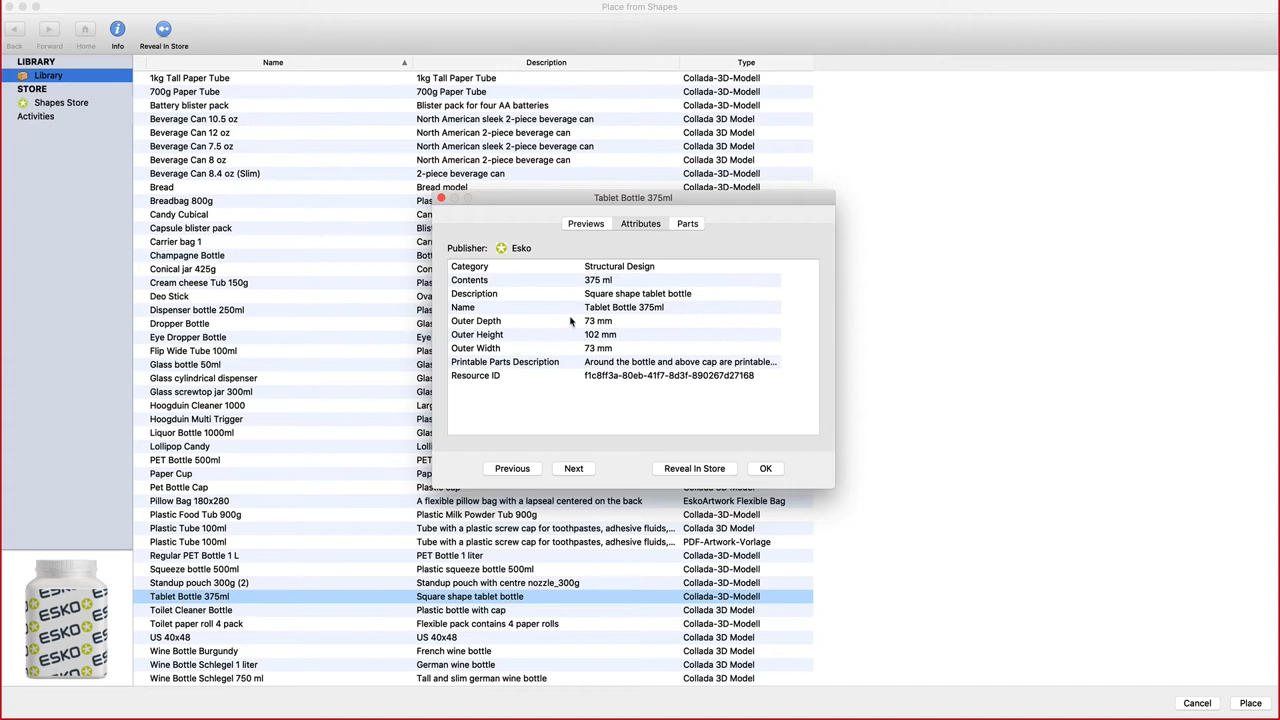 Place from Shapes
Back Forward Home Info Reveal In Store
LIBRARY
Library
STORE
Shapes Store
Activities
Name Description Type
1kg Tall Paper Tube 1kg Tall Paper Tube Collada-3D-Modell
700g Paper Tube 700g Paper Tube Collada-3D-Modell
Battery blister pack Blister pack for four AA batteries Collada-3D-Modell
Beverage Can 10.5 oz North American sleek 2-piece beverage can Collada 3D Model
Beverage Can 12 oz North American 2-piece beverage can Collada 3D Model
Beverage Can 7.5 oz North American sleek 2-piece beverage can Collada 3D Model
Beverage Can 8 oz North American 2-piece beverage can Collada 3D Model
Beverage Can 8.4 oz (Slim) 2-piece beverage can Collada 3D Model
Bread Bread model Collada-3D-Modell
Breadbag 800g
Candy Cubical
Capsule blister pack
Carrier bag 1
Champagne Bottle
Conical jar 425g
Cream cheese Tub 150g
Deo Stick
Dispenser bottle 250ml
Dropper Bottle
Eye Dropper Bottle
Flip Wide Tube 100ml
Glass bottle 50ml
Glass cylindrical dispenser
Glass screwtop jar 300ml
Hoogduin Cleaner 1000
Hoogduin Multi Trigger
Liquor Bottle 1000ml
Lollipop Candy
PET Bottle 500ml
Paper Cup
Pet Bottle Cap Plastic cap
Pillow Bag 180x280 A flexible pillow bag with a lapseal centered on the back EskoArtwork Flexible Bag
Plastic Food Tub 900g Plastic Milk Powder Tub 900g Collada-3D-Modell
Plastic Tube 100ml Tube with a plastic screw cap for toothpastes, adhesive fluids,... Collada 3D Model
Plastic Tube 100ml Tube with a plastic screw cap for toothpastes, adhesive fluids,... PDF-Artwork-Vorlage
Regular PET Bottle 1 L PET Bottle 1 liter Collada-3D-Modell
Squeeze bottle 500ml Plastic squeeze bottle 500ml Collada-3D-Modell
Standup pouch 300g (2) Standup pouch with centre nozzle_300g Collada-3D-Modell
Tablet Bottle 375ml Square shape tablet bottle Collada-3D-Modell
Toilet Cleaner Bottle Plastic bottle with cap Collada 3D Model
Toilet paper roll 4 pack Flexible pack contains 4 paper rolls Collada-3D-Modell
US 40x48 US 40x48 Collada 3D Model
Wine Bottle Burgundy French wine bottle Collada 3D Model
Wine Bottle Schlegel 1 liter German wine bottle Collada 3D Model
Wine Bottle Schlegel 750 ml Tall and slim german wine bottle Collada 3D Model
Tablet Bottle 375ml
Previews Attributes Parts
Publisher: Esko
Category Structural Design
Contents 375 ml
Description Square shape tablet bottle
Name Tablet Bottle 375ml
Outer Depth 73 mm
Outer Height 102 mm
Outer Width 73 mm
Printable Parts Description Around the bottle and above cap are printable...
Resource ID f1c8ff3a-80eb-41f7-8d3f-890267d27168
Previous Next Reveal In Store OK
ESKO
ESKO
ESKO
Cancel Place